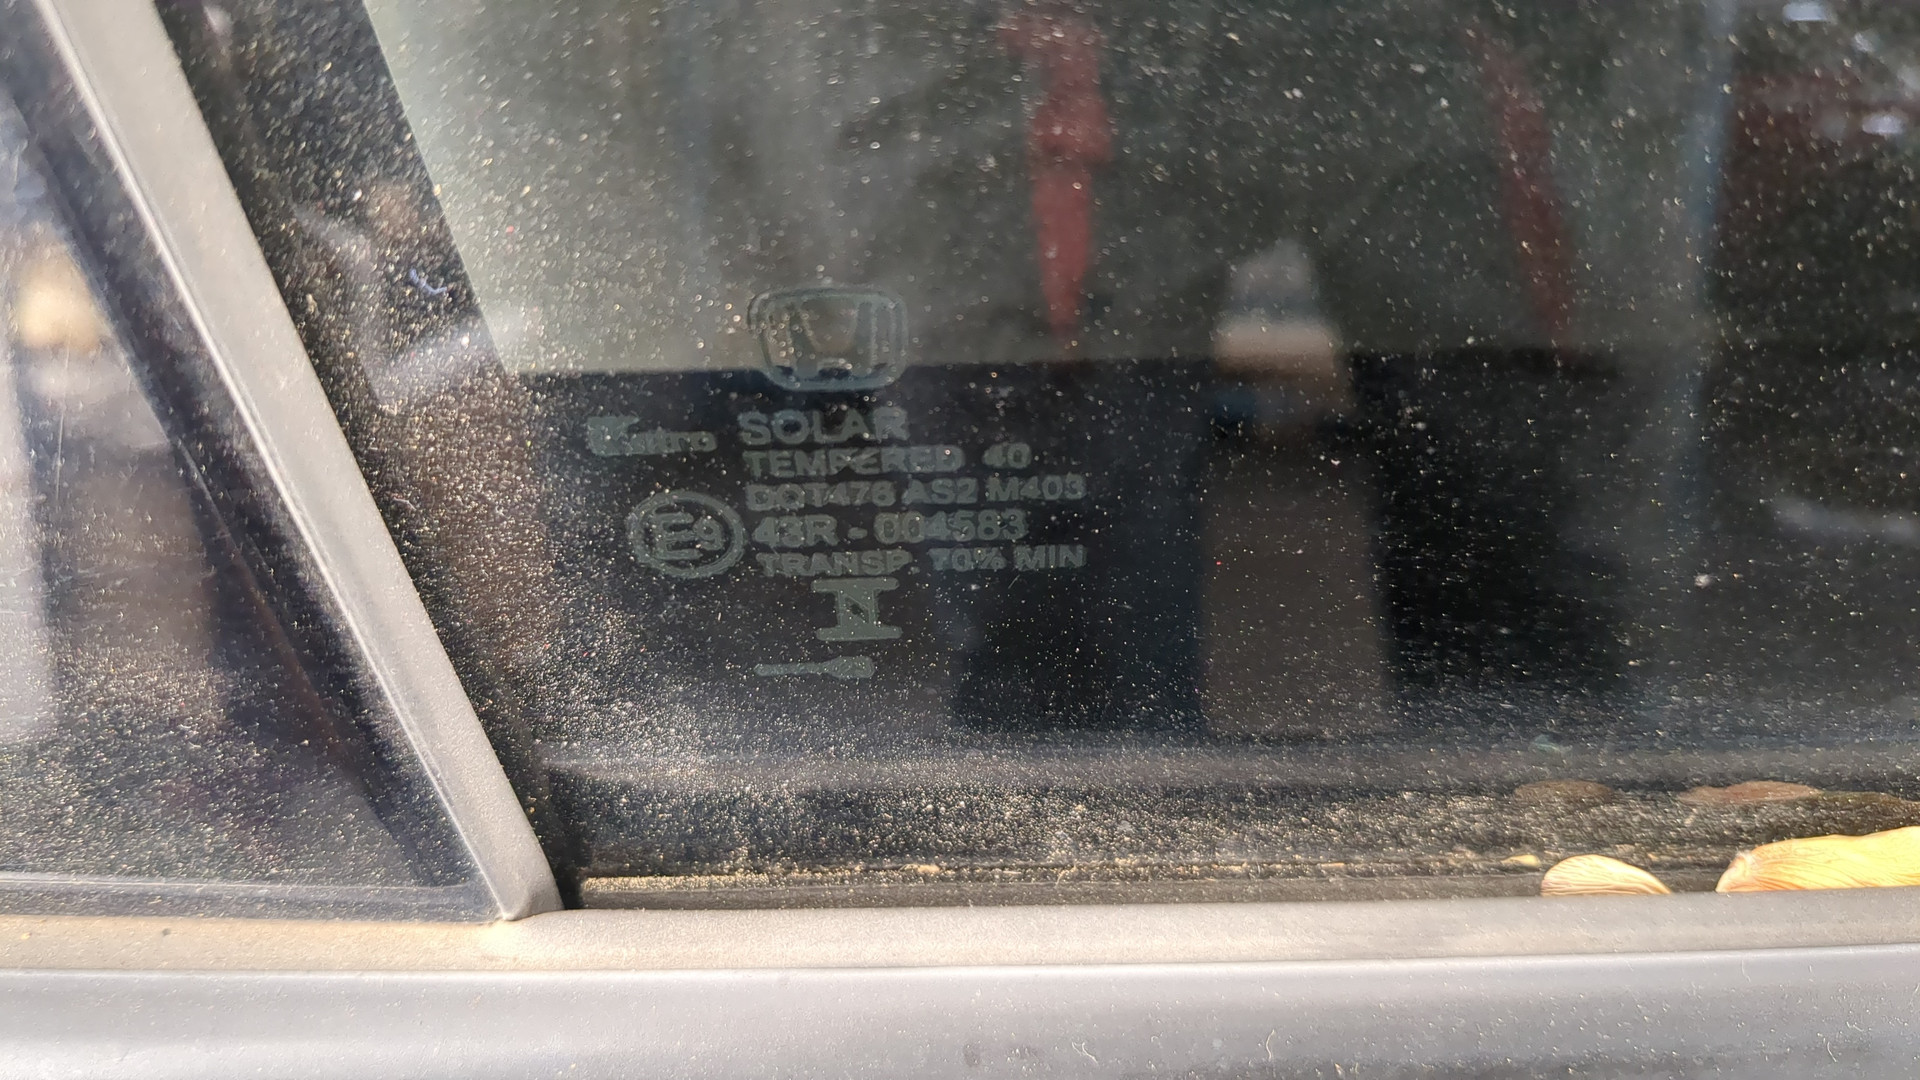 SOLAR
TEMPERED 40
DOT476 AS2 M403
E9
43R - 004583
TRANSP. 70% MIN